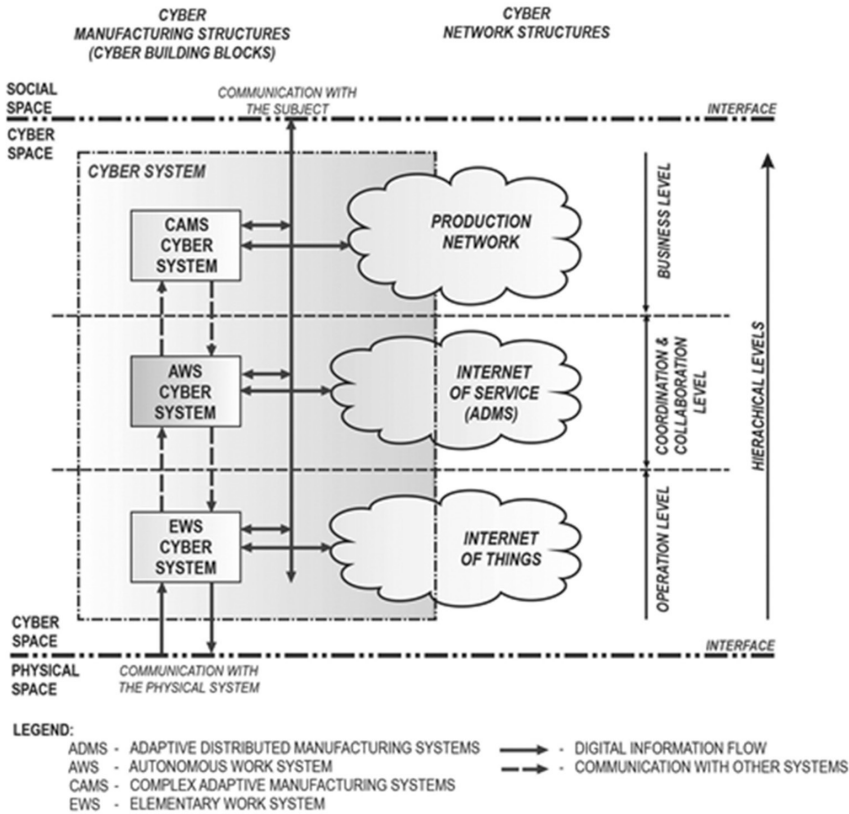 CYBER
MANUFACTURING STRUCTURES
(CYBER BUILDING BLOCKS)
CYBER
NETWORK STRUCTURES
SOCIAL
SPACE
COMMUNICATION WITH
THE SUBJECT
INTERFACE
CYBER
SPACE
CYBER SYSTEM
CAMS
CYBER
SYSTEM
PRODUCTION
NETWORK
BUSINESS LEVEL
AWS
CYBER
SYSTEM
INTERNET
OF SERVICE
(ADMS)
COORDINATION &
COLLABORATION
LEVEL
HIERACHICAL LEVELS
EWS
CYBER
SYSTEM
INTERNET
OF THINGS
OPERATION LEVEL
CYBER
SPACE
INTERFACE
PHYSICAL
SPACE
COMMUNICATION WITH
THE PHYSICAL SYSTEM
LEGEND:
ADMS - ADAPTIVE DISTRIBUTED MANUFACTURING SYSTEMS
AWS - AUTONOMOUS WORK SYSTEM
CAMS - COMPLEX ADAPTIVE MANUFACTURING SYSTEMS
EWS - ELEMENTARY WORK SYSTEM
- DIGITAL INFORMATION FLOW
- COMMUNICATION WITH OTHER SYSTEMS